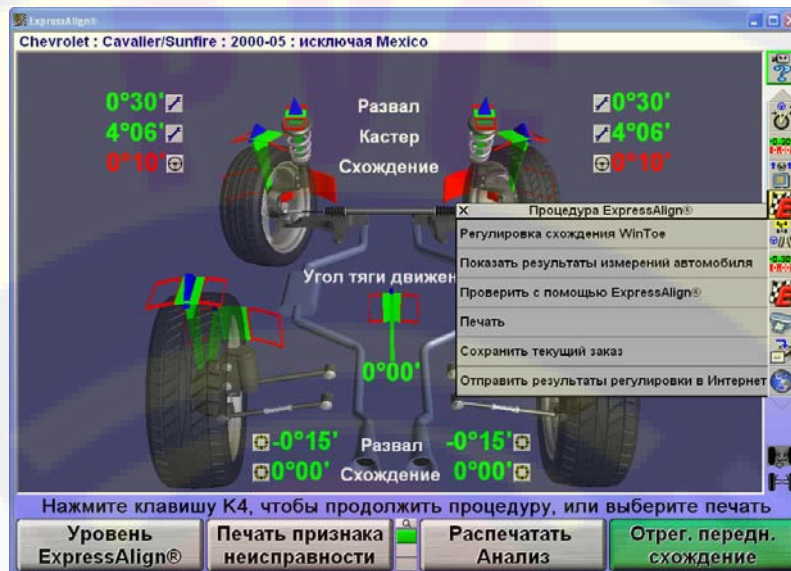 ExpressAlign®
Chevrolet : Cavalier/Sunfire : 2000-05 : исключая Mexico
0°30' Развал 0°30'
4°06' Кастер 4°06'
0°10' Схождение 0°10'
Процедура ExpressAlign®
Регулировка схождения WinToe
Показать результаты измерений автомобиля
Угол тяги движен
Проверить с помощью ExpressAlign®
Печать
Сохранить текущий заказ
0°00'
Отправить результаты регулировки в Интернет
-0°15' Развал -0°15'
0°00' Схождение 0°00'
Нажмите клавишу K4, чтобы продолжить процедуру, или выберите печать
Уровень
ExpressAlign®
Печать признака
неисправности
Распечатать
Анализ
Отрег. передн.
схождение